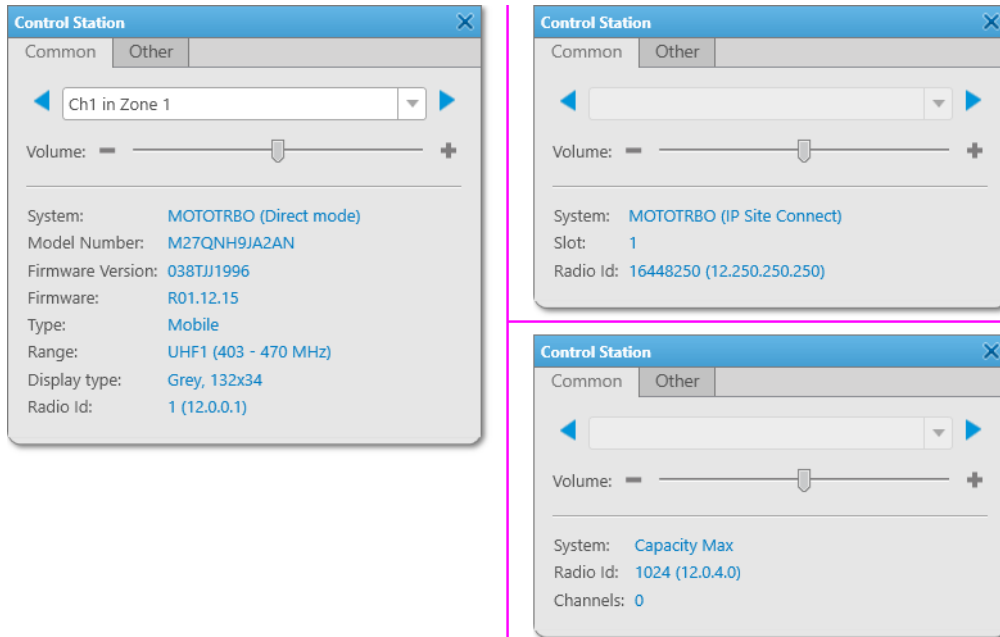 Control Station
Common Other
Ch1 in Zone 1
Volume:
System: MOTOTRBO (Direct mode)
Model Number: M27QNH9JA2AN
Firmware Version: 038TJJ1996
Firmware: R01.12.15
Type: Mobile
Range: UHF1 (403 - 470 MHz)
Display type: Grey, 132x34
Radio Id: 1 (12.0.0.1)
Control Station
Common Other
Volume:
System: MOTOTRBO (IP Site Connect)
Slot: 1
Radio Id: 16448250 (12.250.250.250)
Control Station
Common Other
Volume:
System: Capacity Max
Radio Id: 1024 (12.0.4.0)
Channels: 0